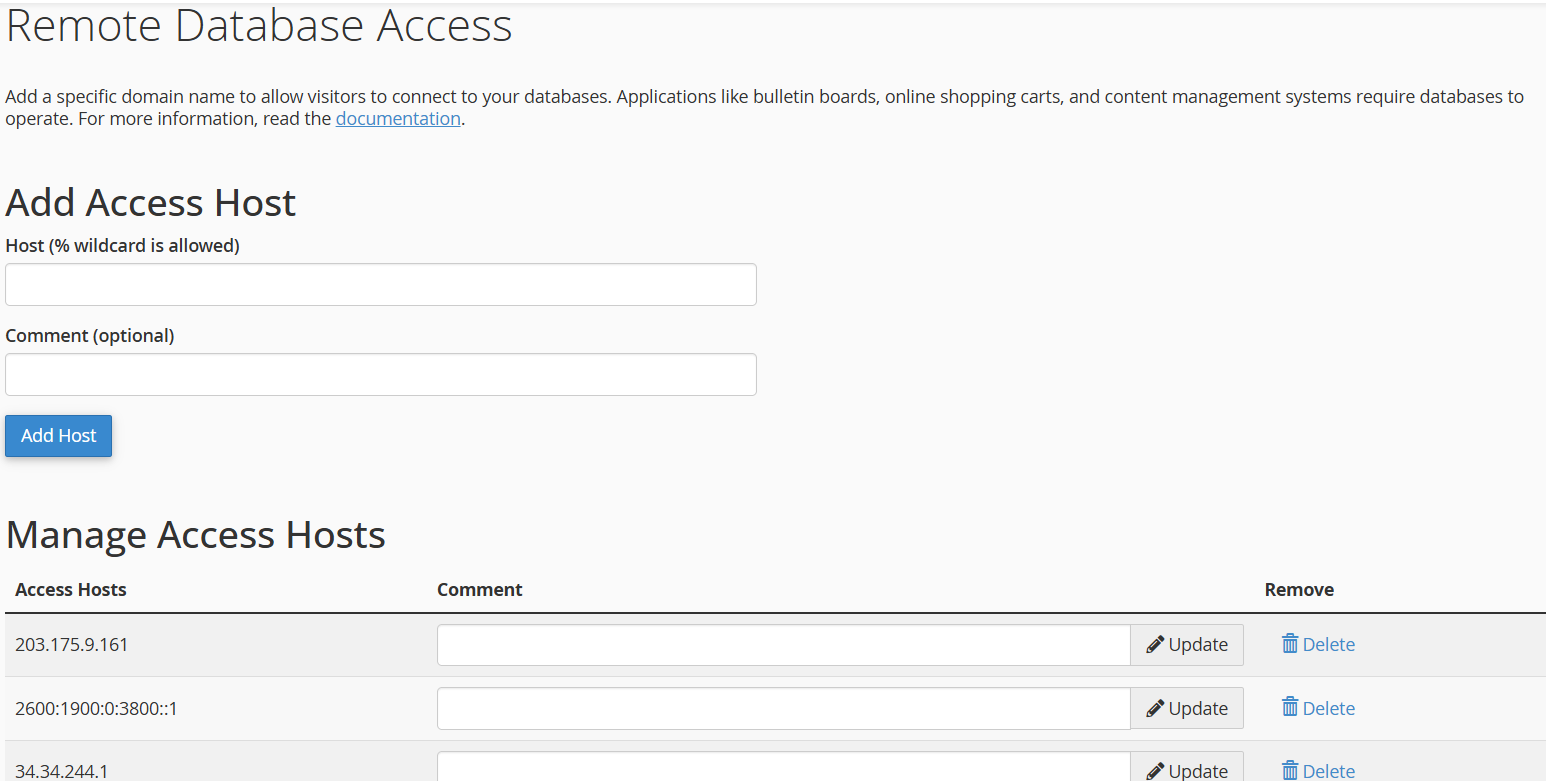 Remote Database Access
Add a specific domain name to allow visitors to connect to your databases. Applications like bulletin boards, online shopping carts, and content management systems require databases to
operate. For more information, read the documentation.
Add Access Host
Host (% wildcard is allowed)
Comment (optional)
Add Host
Manage Access Hosts
Access Hosts Comment Remove
203.175.9.161 Update Delete
2600:1900:0:3800::1 Update Delete
34.34.244.1 Update Delete